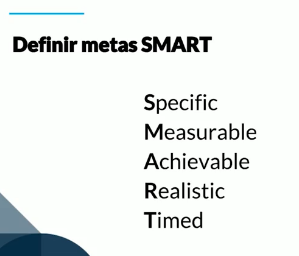 Definir metas SMART
Specific
Measurable
Achievable
Realistic
Timed